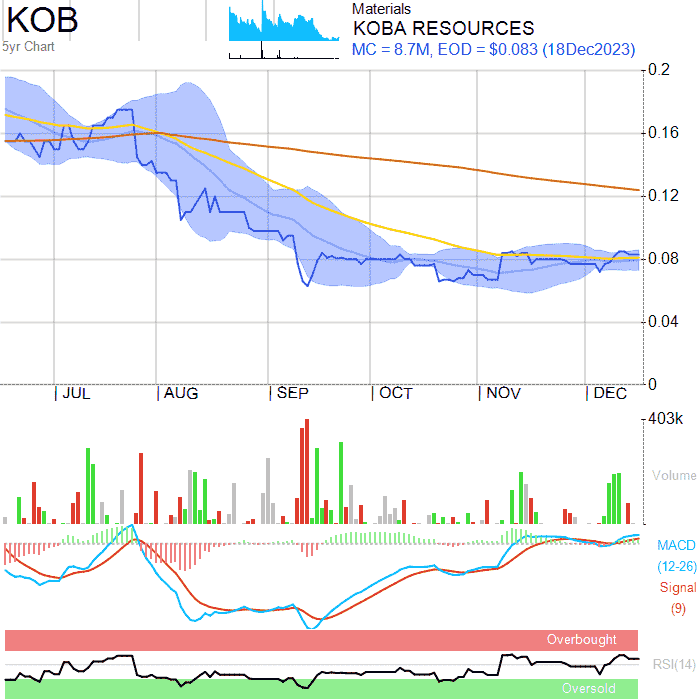 KOB
5yr Chart
Materials
KOBA RESOURCES
MC = 8.7M, EOD = $0.083 (18Dec2023)
0.2
0.16
0.12
0.08
0.04
0
JUL AUG SEP OCT NOV DEC
403k
Volume
MACD
(12-26)
Signal
(9)
Overbought
RSI(14)
Oversold